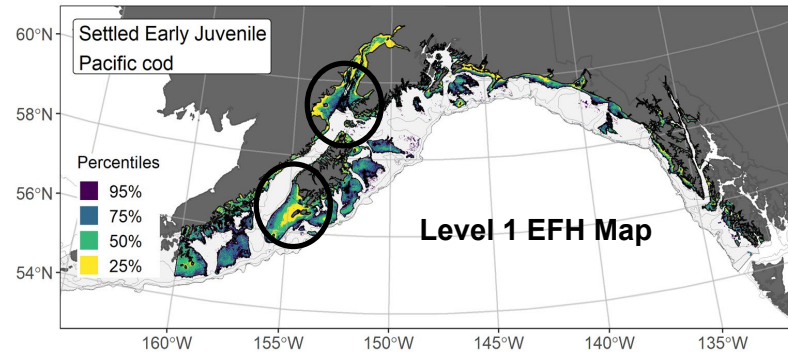 60°N
Settled Early Juvenile
Pacific cod
58°N
Percentiles
95%
75%
50%
25%
56°N
Level 1 EFH Map
54°N
160°W 155°W 150°W 145°W 140°W 135°W